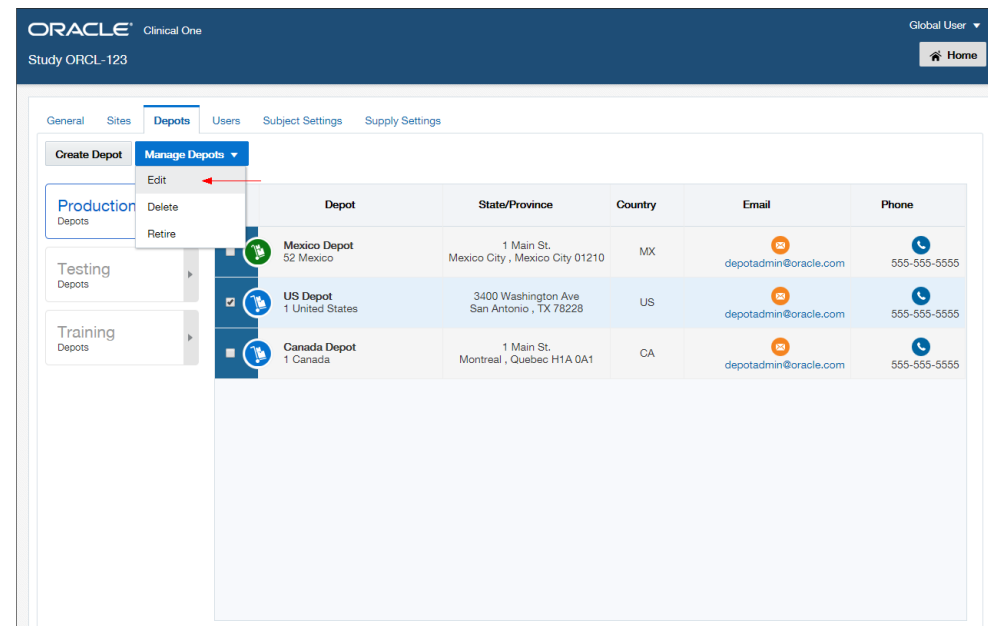 ORACLE® Clinical One
Global User
Study ORCL-123
Home
General Sites Depots Users Subject Settings Supply Settings
Create Depot Manage Depots
Edit
Delete
Retire
Production
Depots
Testing
Depots
Training
Depots
Depot State/Province Country Email Phone
Mexico Depot
52 Mexico
1 Main St.
Mexico City , Mexico City 01210
MX
depotadmin@oracle.com
555-555-5555
US Depot
1 United States
3400 Washington Ave
San Antonio , TX 78228
US
depotadmin@oracle.com
555-555-5555
Canada Depot
1 Canada
1 Main St.
Montreal , Quebec H1A 0A1
CA
depotadmin@oracle.com
555-555-5555